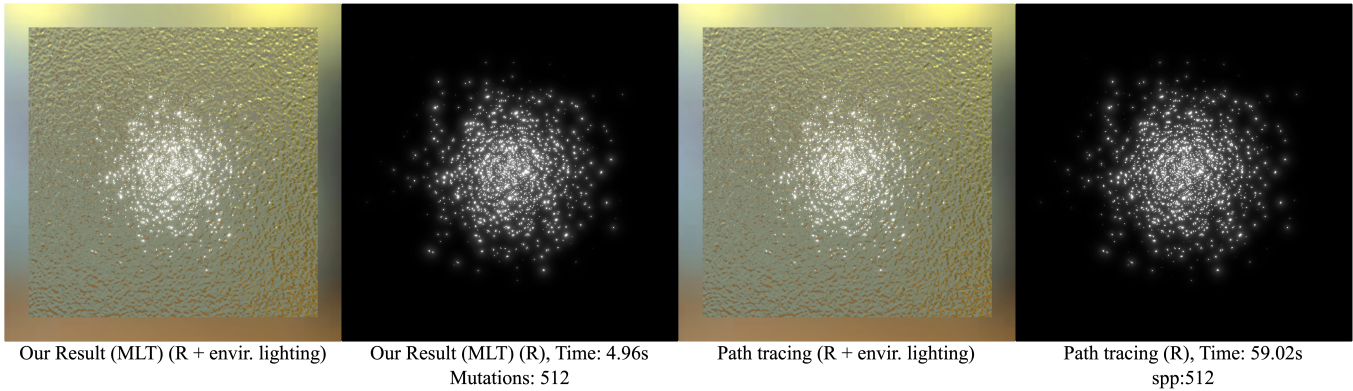 Our Result (MLT) (R + envir. lighting)
Our Result (MLT) (R), Time: 4.96s
Mutations: 512
Path tracing (R + envir. lighting)
Path tracing (R), Time: 59.02s
spp:512